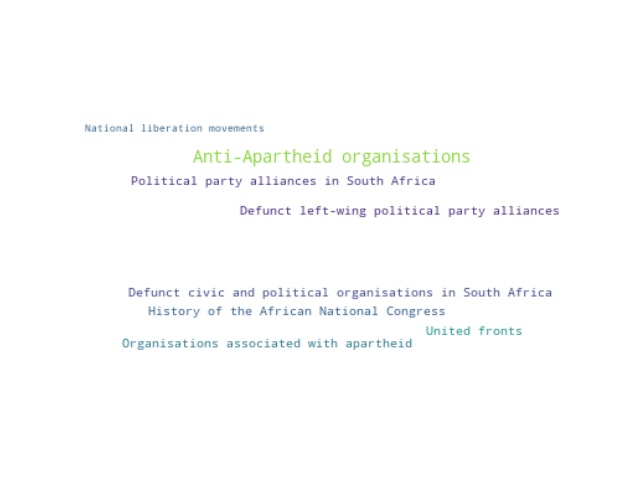 National liberation movements
Anti-Apartheid organisations
Political party alliances in South Africa
Defunct left-wing political party alliances
Defunct civic and political organisations in South Africa
History of the African National Congress
United fronts
Organisations associated with apartheid